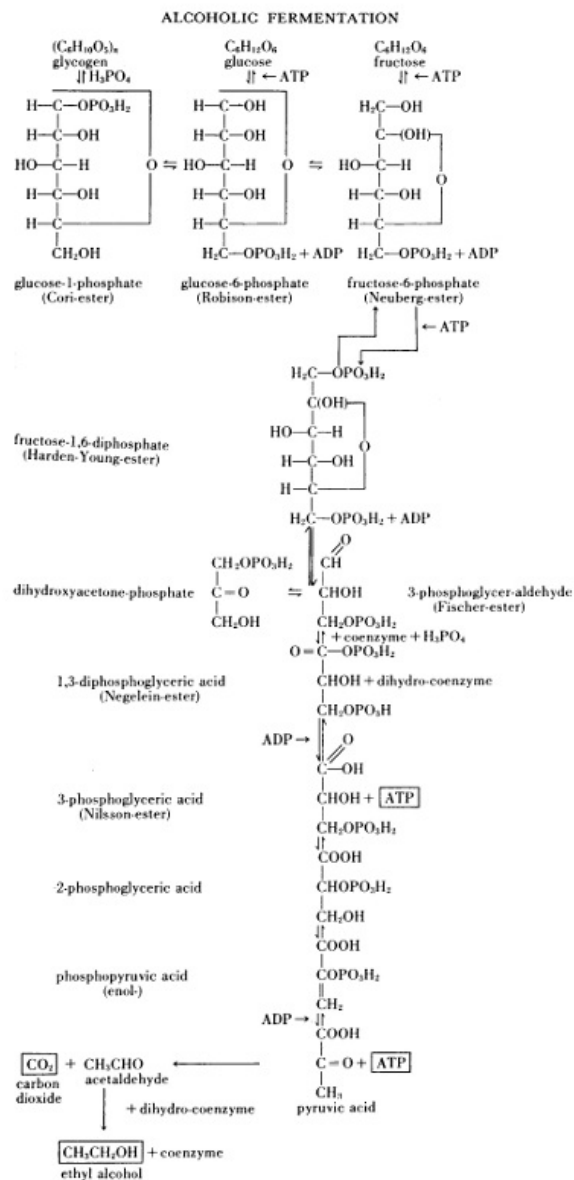 ALCOHOLIC FERMENTATION
(C₆H₁₀O₅)ₙ C₆H₁₂O₆ C₆H₁₂O₆
glycogen glucose fructose
⇅H₃PO₄ ⇅ ← ATP ⇅ ← ATP
H—C—OPO₃H₂ H—C—OH H₂C—OH
H—C—OH H—C—OH C—(OH)
HO—C—H O ⇌ HO—C—H O ⇌ HO—C—H
H—C—OH H—C—OH H—C—OH O
H—C H—C H—C
CH₂OH H₂C—OPO₃H₂ + ADP H₂C—OPO₃H₂ + ADP
glucose-1-phosphate glucose-6-phosphate fructose-6-phosphate
(Cori-ester) (Robison-ester) (Neuberg-ester)
← ATP
H₂C—OPO₃H₂
C(OH)
fructose-1,6-diphosphate HO—C—H
(Harden-Young-ester) O
H—C—OH
H—C
H₂C—OPO₃H₂ + ADP
O
CH₂OPO₃H₂ CH
dihydroxyacetone-phosphate C=O ⇌ CHOH 3-phosphoglycer-aldehyde
(Fischer-ester)
CH₂OH CH₂OPO₃H₂
⇅ + coenzyme + H₃PO₄
O=C—OPO₃H₂
1,3-diphosphoglyceric acid CHOH + dihydro-coenzyme
(Negelein-ester)
CH₂OPO₃H
ADP → O
C—OH
3-phosphoglyceric acid CHOH + ATP
(Nilsson-ester)
CH₂OPO₃H₂
⇅
COOH
2-phosphoglyceric acid CHOPO₃H₂
CH₂OH
⇅
COOH
phosphopyruvic acid COPO₃H₂
(enol-)
CH₂
ADP → ⇅
COOH
CO₂ + CH₃CHO ← C=O + ATP
carbon acetaldehyde
dioxide CH₃
+ dihydro-coenzyme pyruvic acid
CH₃CH₂OH + coenzyme
ethyl alcohol